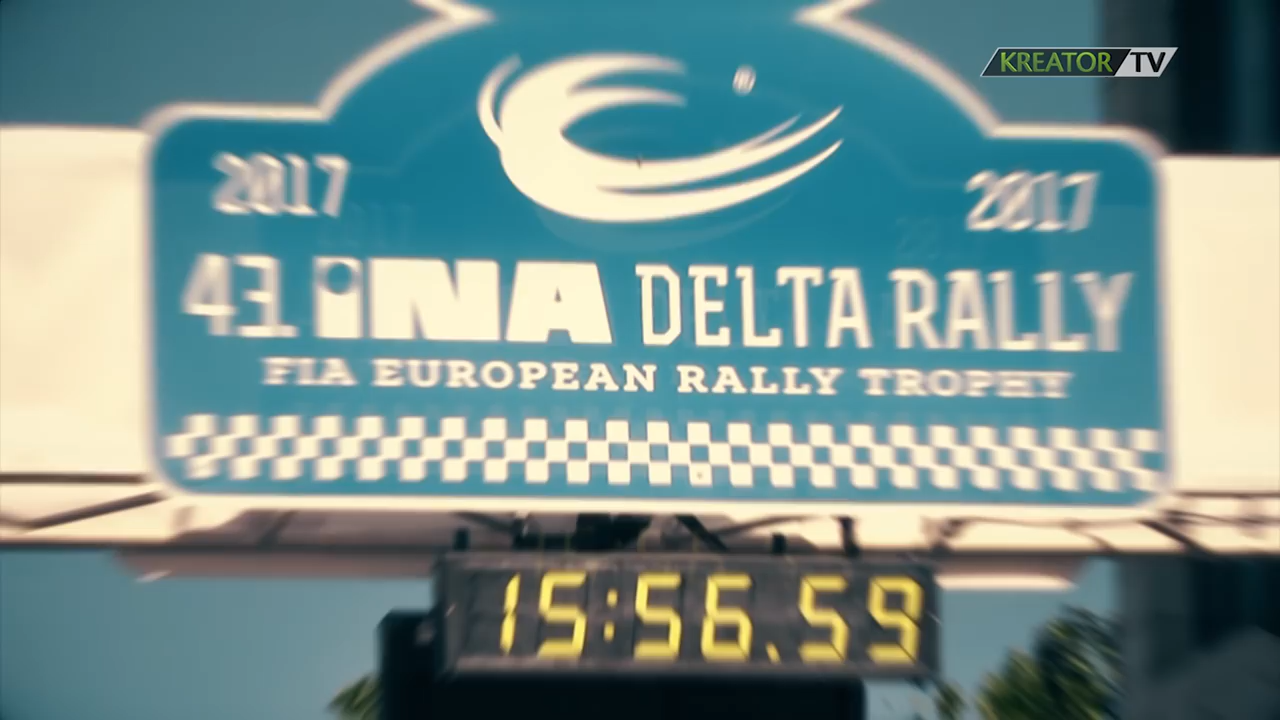 KREATOR TV
2017 2017
43. INA DELTA RALLY
FIA EUROPEAN RALLY TROPHY
15:56.59